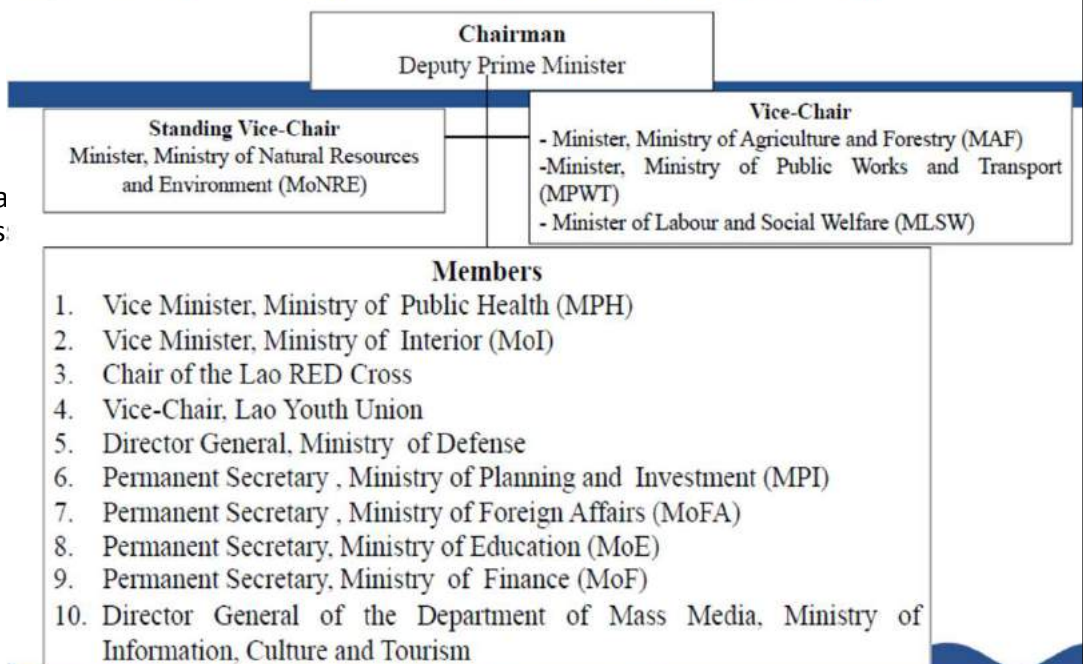 Chairman
Deputy Prime Minister
Standing Vice-Chair
Minister, Ministry of Natural Resources
and Environment (MoNRE)
Vice-Chair
- Minister, Ministry of Agriculture and Forestry (MAF)
-Minister, Ministry of Public Works and Transport
(MPWT)
- Minister of Labour and Social Welfare (MLSW)
Members
1. Vice Minister, Ministry of Public Health (MPH)
2. Vice Minister, Ministry of Interior (MoI)
3. Chair of the Lao RED Cross
4. Vice-Chair, Lao Youth Union
5. Director General, Ministry of Defense
6. Permanent Secretary , Ministry of Planning and Investment (MPI)
7. Permanent Secretary , Ministry of Foreign Affairs (MoFA)
8. Permanent Secretary, Ministry of Education (MoE)
9. Permanent Secretary, Ministry of Finance (MoF)
10. Director General of the Department of Mass Media, Ministry of
Information, Culture and Tourism